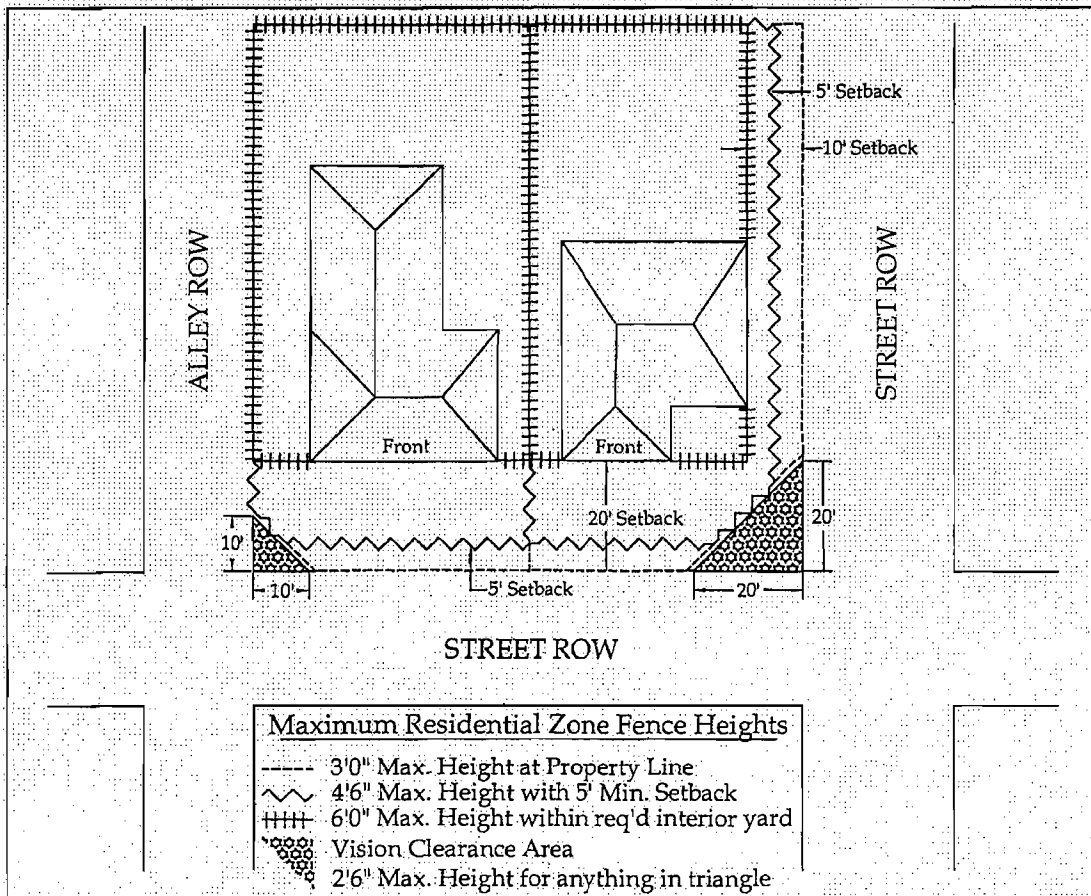 5' Setback
10' Setback
ALLEY ROW
STREET ROW
Front
Front
20' Setback
20'
10'
10'
5' Setback
20'
STREET ROW
Maximum Residential Zone Fence Heights
3'0" Max. Height at Property Line
4'6" Max. Height with 5' Min. Setback
6'0" Max. Height within req'd interior yard
Vision Clearance Area
2'6" Max. Height for anything in triangle